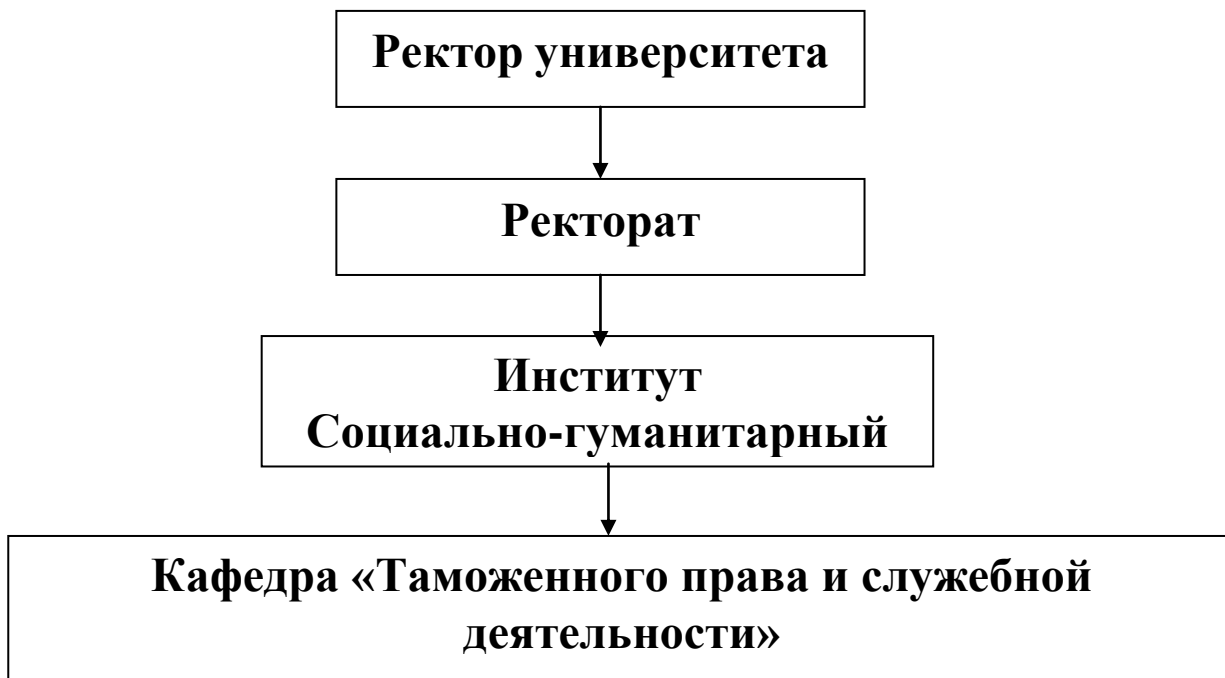 Ректор университета
Ректорат
Институт
Социально-гуманитарный
Кафедра «Таможенного права и служебной
деятельности»